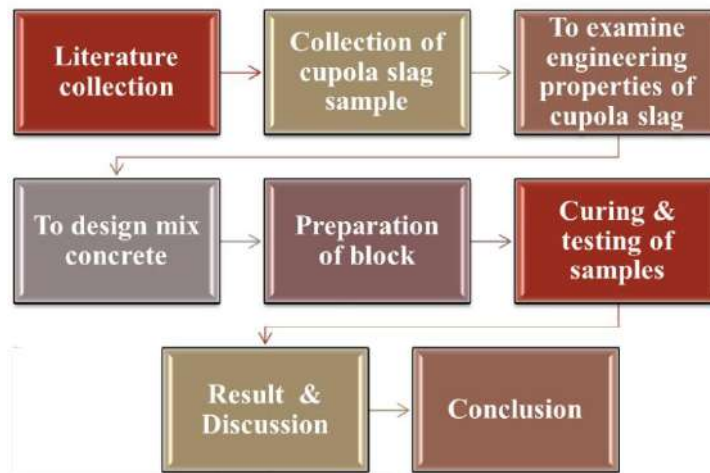 Literature
collection
Collection of
cupola slag
sample
To examine
engineering
properties of
cupola slag
To design mix
concrete
Preparation
of block
Curing &
testing of
samples
Result &
Discussion
Conclusion